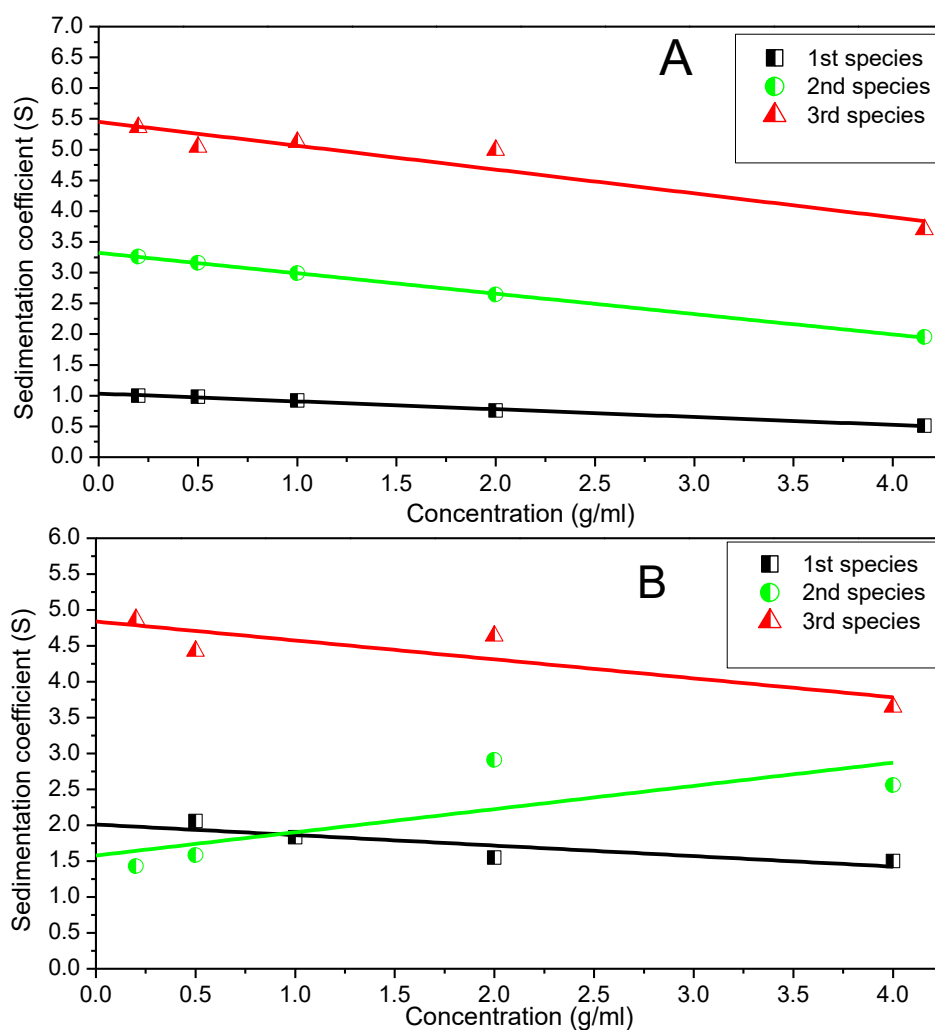 A
1st species
2nd species
3rd species
Sedimentation coefficient (S)
7.0
6.5
6.0
5.5
5.0
4.5
4.0
3.5
3.0
2.5
2.0
1.5
1.0
0.5
0.0
0.0 0.5 1.0 1.5 2.0 2.5 3.0 3.5 4.0
Concentration (g/ml)
B
1st species
2nd species
3rd species
Sedimentation coefficient (S)
6.0
5.5
5.0
4.5
4.0
3.5
3.0
2.5
2.0
1.5
1.0
0.5
0.0
0.0 0.5 1.0 1.5 2.0 2.5 3.0 3.5 4.0
Concentration (g/ml)